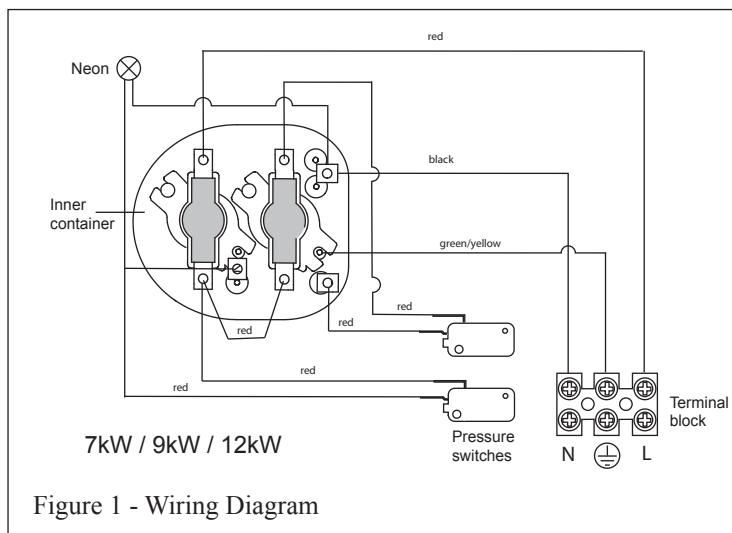 red
Neon
black
Inner
container
green/yellow
red
red
red
red
red
Terminal
block
Pressure
switches
7kW / 9kW / 12kW
N
L
Figure 1 - Wiring Diagram